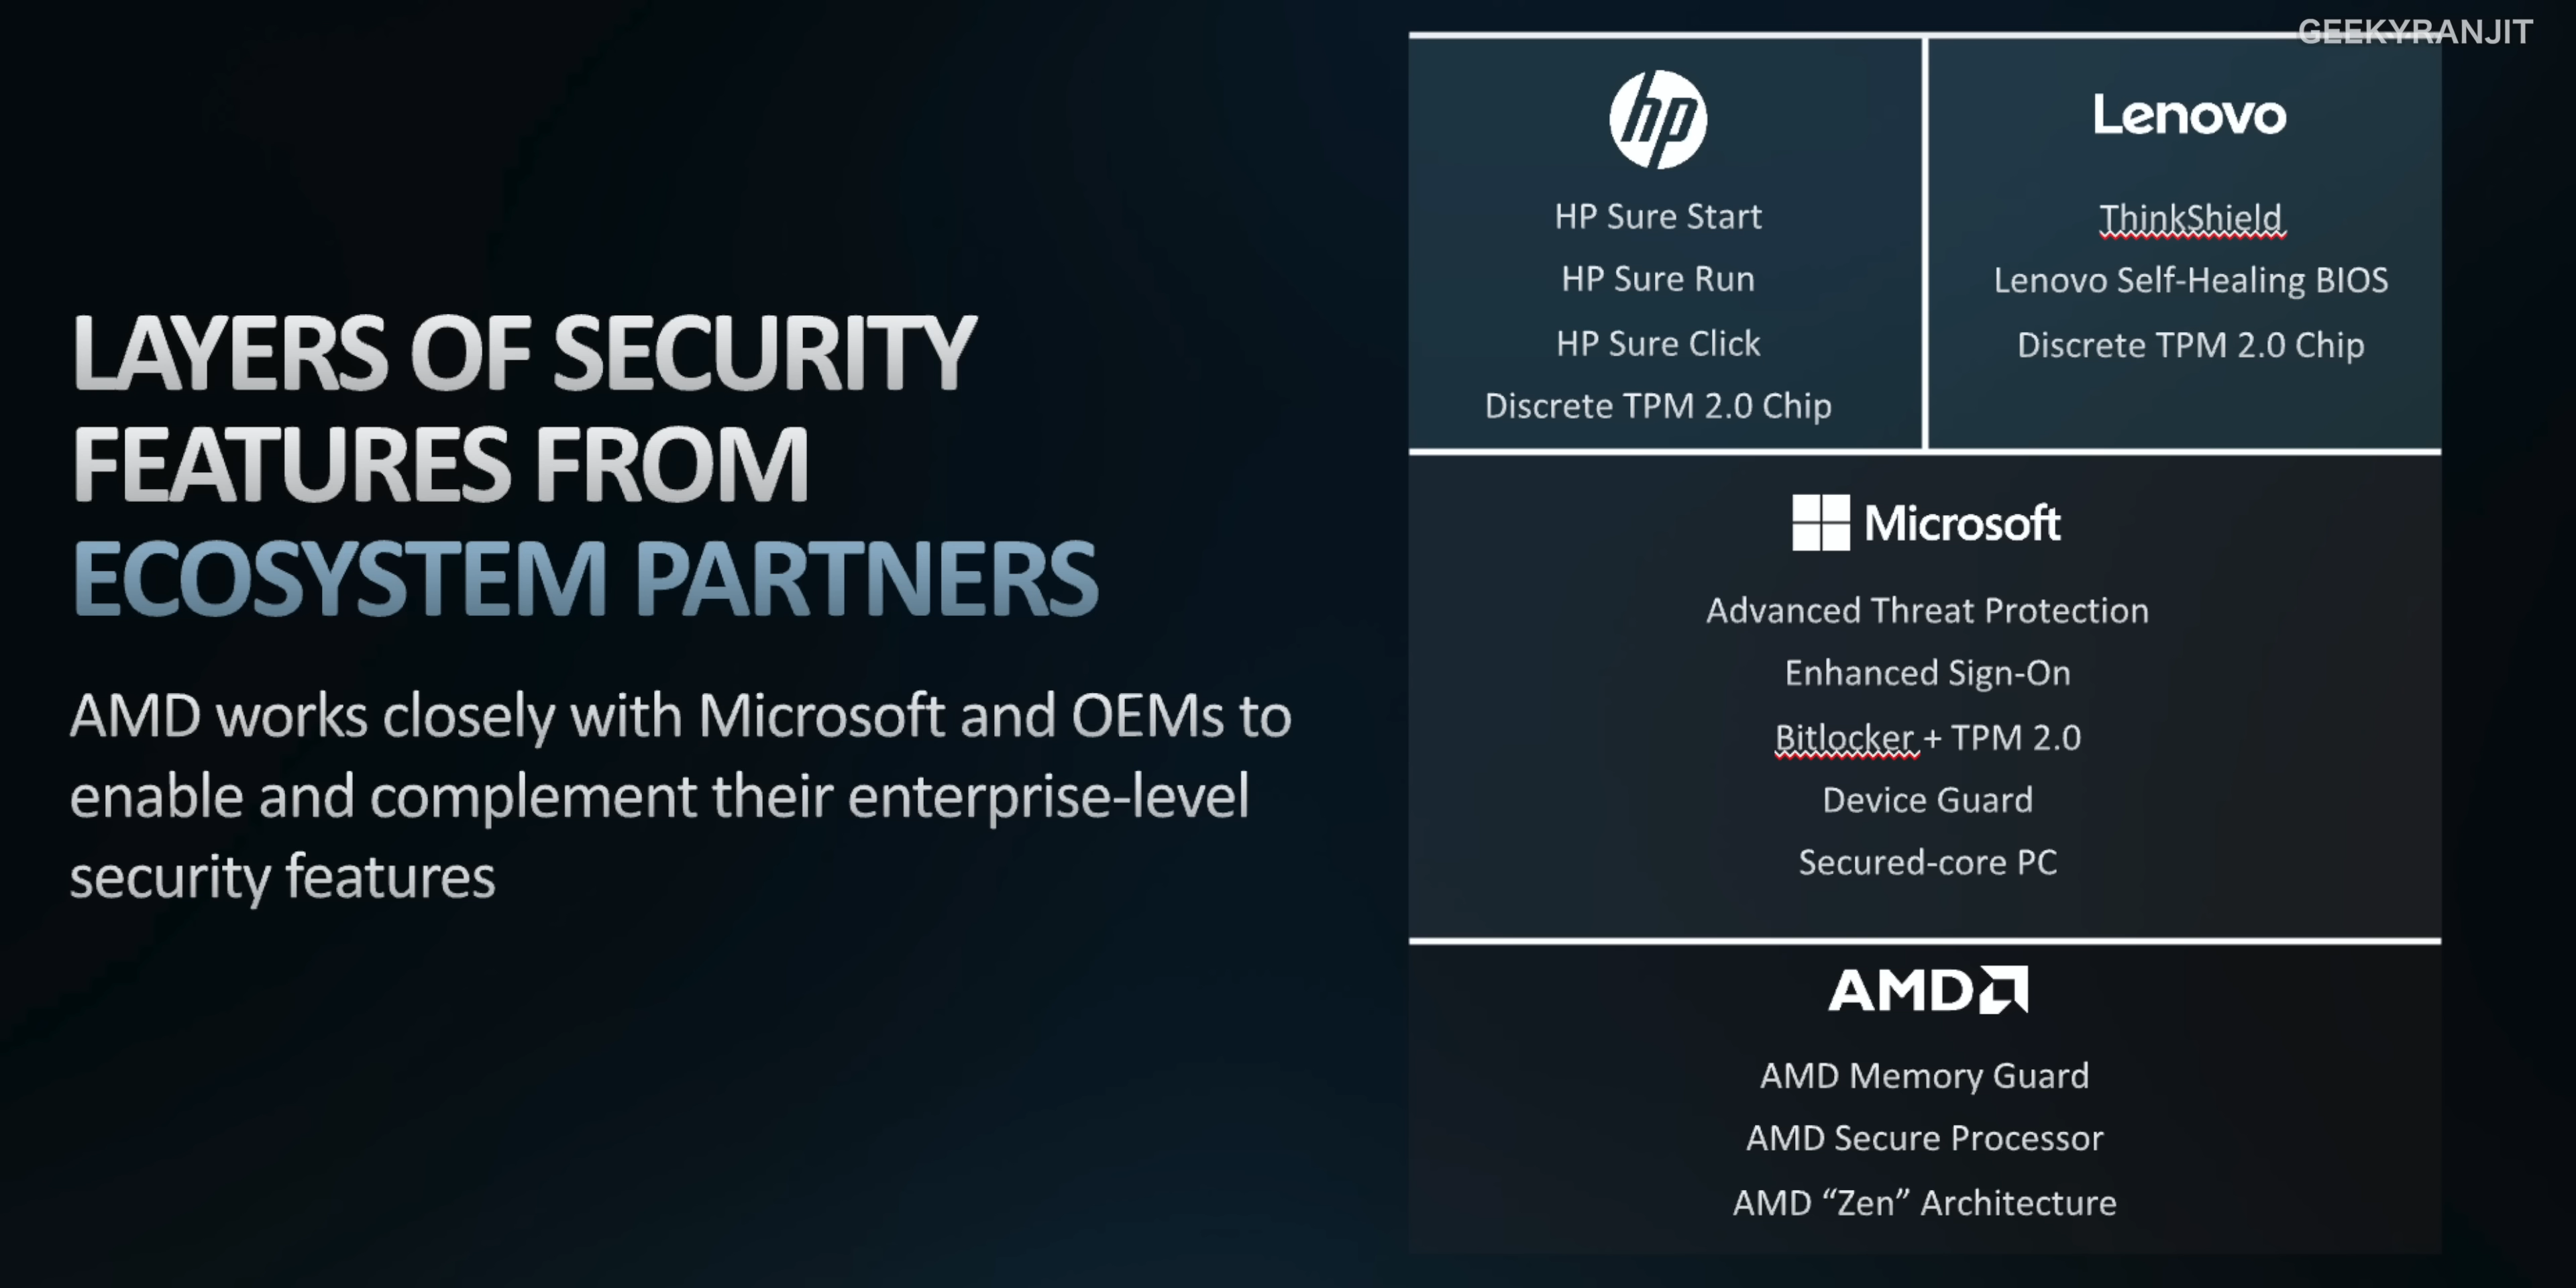 GEEKYRANJIT
LAYERS OF SECURITY
FEATURES FROM
ECOSYSTEM PARTNERS
AMD works closely with Microsoft and OEMs to
enable and complement their enterprise-level
security features
hp
HP Sure Start
HP Sure Run
HP Sure Click
Discrete TPM 2.0 Chip
Lenovo
ThinkShield
Lenovo Self-Healing BIOS
Discrete TPM 2.0 Chip
Microsoft
Advanced Threat Protection
Enhanced Sign-On
Bitlocker + TPM 2.0
Device Guard
Secured-core PC
AMD
AMD Memory Guard
AMD Secure Processor
AMD “Zen” Architecture